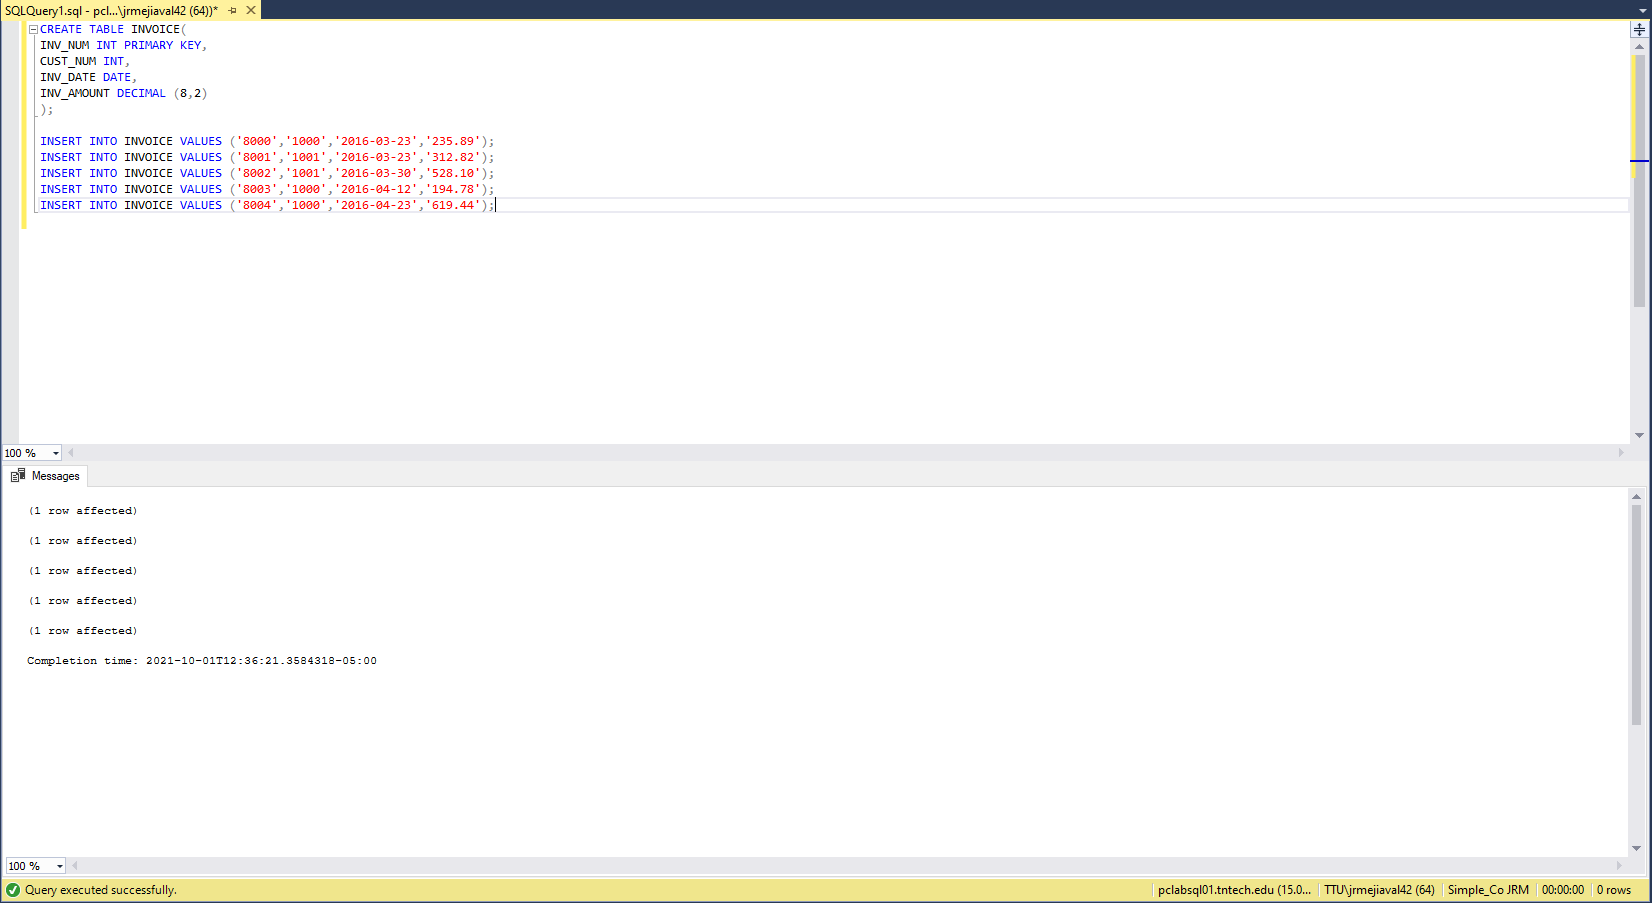 SQLQuery1.sql - pcl...\jrmejiaval42 (64))*
CREATE TABLE INVOICE(
INV_NUM INT PRIMARY KEY,
CUST_NUM INT,
INV_DATE DATE,
INV_AMOUNT DECIMAL (8,2)
);
INSERT INTO INVOICE VALUES ('8000','1000','2016-03-23','235.89');
INSERT INTO INVOICE VALUES ('8001','1001','2016-03-23','312.82');
INSERT INTO INVOICE VALUES ('8002','1001','2016-03-30','528.10');
INSERT INTO INVOICE VALUES ('8003','1000','2016-04-12','194.78');
INSERT INTO INVOICE VALUES ('8004','1000','2016-04-23','619.44');
100 %
Messages
(1 row affected)
(1 row affected)
(1 row affected)
(1 row affected)
(1 row affected)
Completion time: 2021-10-01T12:36:21.3584318-05:00
100 %
Query executed successfully.
pclabsql01.tntech.edu (15.0... TTU\jrmejiaval42 (64) Simple_Co JRM 00:00:00 0 rows